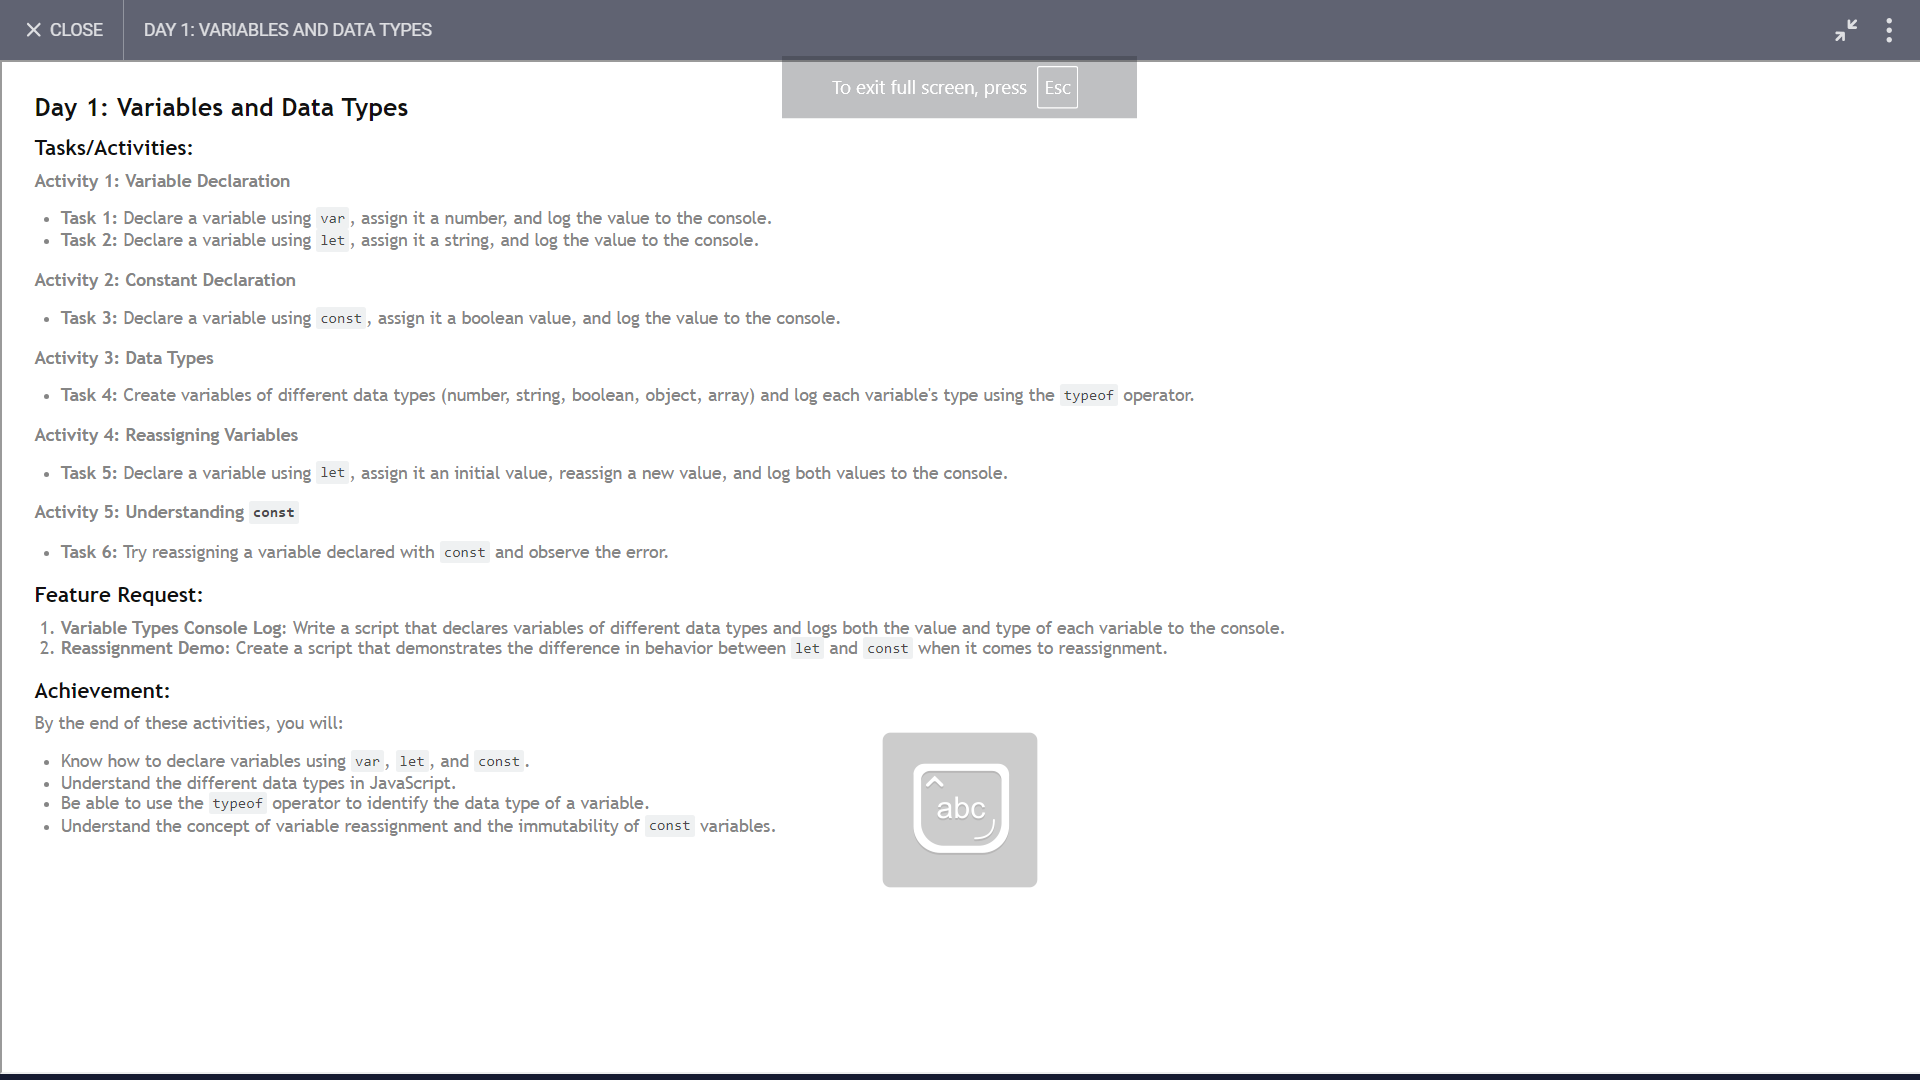 CLOSE
DAY 1: VARIABLES AND DATA TYPES
To exit full screen, press Esc
Day 1: Variables and Data Types
Tasks/Activities:
Activity 1: Variable Declaration
• Task 1: Declare a variable using var, assign it a number, and log the value to the console.
• Task 2: Declare a variable using let, assign it a string, and log the value to the console.
Activity 2: Constant Declaration
• Task 3: Declare a variable using const, assign it a boolean value, and log the value to the console.
Activity 3: Data Types
• Task 4: Create variables of different data types (number, string, boolean, object, array) and log each variable's type using the typeof operator.
Activity 4: Reassigning Variables
• Task 5: Declare a variable using let, assign it an initial value, reassign a new value, and log both values to the console.
Activity 5: Understanding const
• Task 6: Try reassigning a variable declared with const and observe the error.
Feature Request:
1. Variable Types Console Log: Write a script that declares variables of different data types and logs both the value and type of each variable to the console.
2. Reassignment Demo: Create a script that demonstrates the difference in behavior between let and const when it comes to reassignment.
Achievement:
By the end of these activities, you will:
• Know how to declare variables using var, let, and const.
• Understand the different data types in JavaScript.
• Be able to use the typeof operator to identify the data type of a variable.
• Understand the concept of variable reassignment and the immutability of const variables.
abc